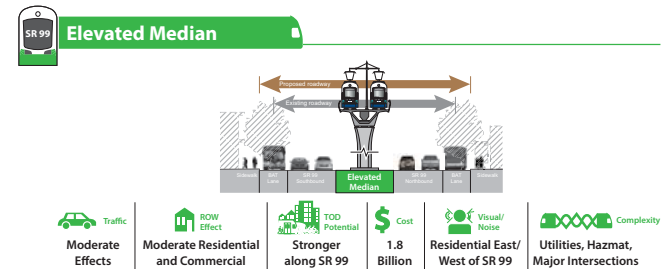 SR 99
Elevated Median
Proposed roadway
Existing roadway
Sidewalk
BAT
Lane
SR 99
Southbound
Elevated
Median
SR 99
Northbound
BAT
Lane
Sidewalk
Traffic
Moderate
Effects
ROW
Effect
Moderate Residential
and Commercial
TOD
Potential
Stronger
along SR 99
$ Cost
1.8
Billion
Visual/
Noise
Residential East/
West of SR 99
Complexity
Utilities, Hazmat,
Major Intersections